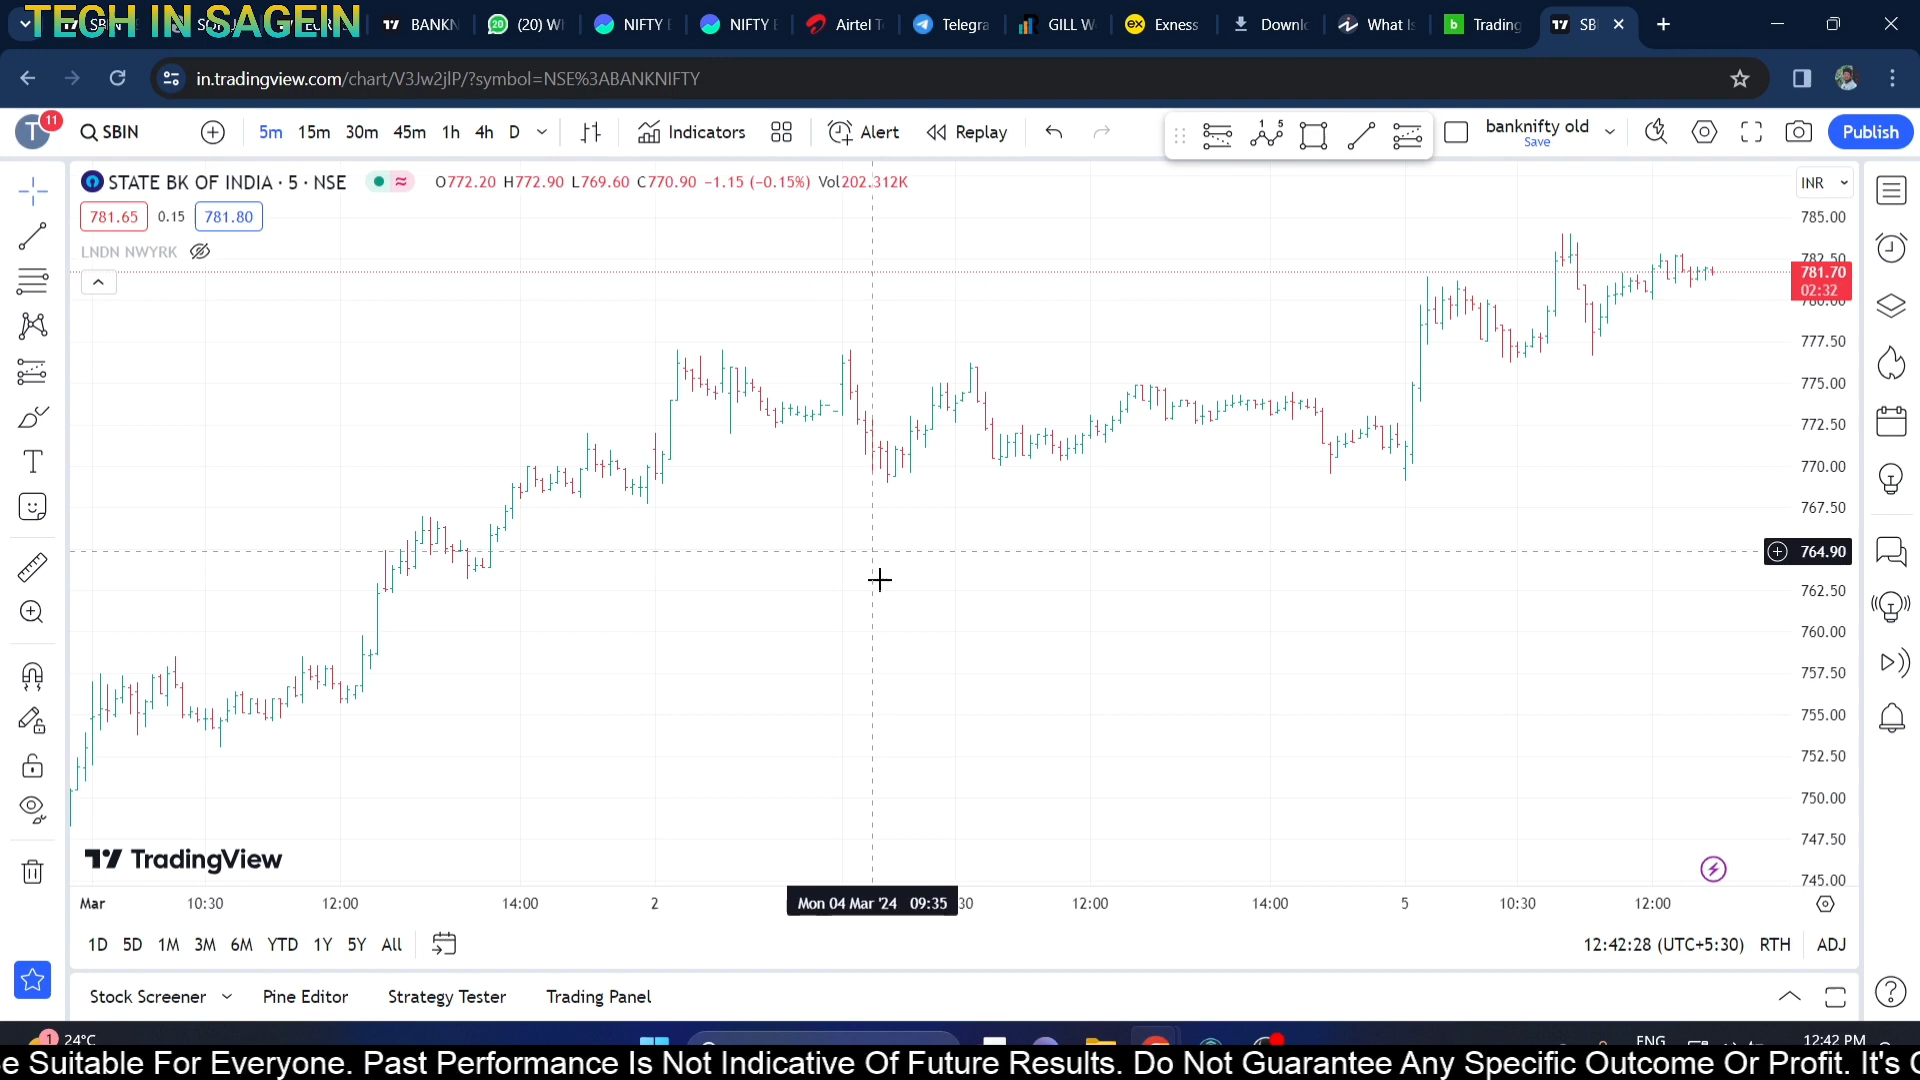 TECH IN SAGEIN
BANKN
(20) W
NIFTY
NIFTY
Airtel T
Telegra
GILL W
Exness
Downl
What Is
Trading
SB
in.tradingview.com/chart/V3Jw2jlP/?symbol=NSE%3ABANKNIFTY
T 11 SBIN 5m 15m 30m 45m 1h 4h D Indicators Alert Replay banknifty old Save Publish
STATE BK OF INDIA · 5 · NSE O772.20 H772.90 L769.60 C770.90 −1.15 (−0.15%) Vol202.312K
INR
781.65 0.15 781.80
LNDN NWYRK
785.00
782.50
781.70
02:32
780.00
777.50
775.00
772.50
770.00
767.50
764.90
762.50
760.00
757.50
755.00
752.50
750.00
747.50
745.00
TradingView
Mar 10:30 12:00 14:00 2 Mon 04 Mar '24 09:35 :30 12:00 14:00 5 10:30 12:00
1D 5D 1M 3M 6M YTD 1Y 5Y All 12:42:28 (UTC+5:30) RTH ADJ
Stock Screener Pine Editor Strategy Tester Trading Panel
1 24°C ENG 12:42 PM
e Suitable For Everyone. Past Performance Is Not Indicative Of Future Results. Do Not Guarantee Any Specific Outcome Or Profit. It's